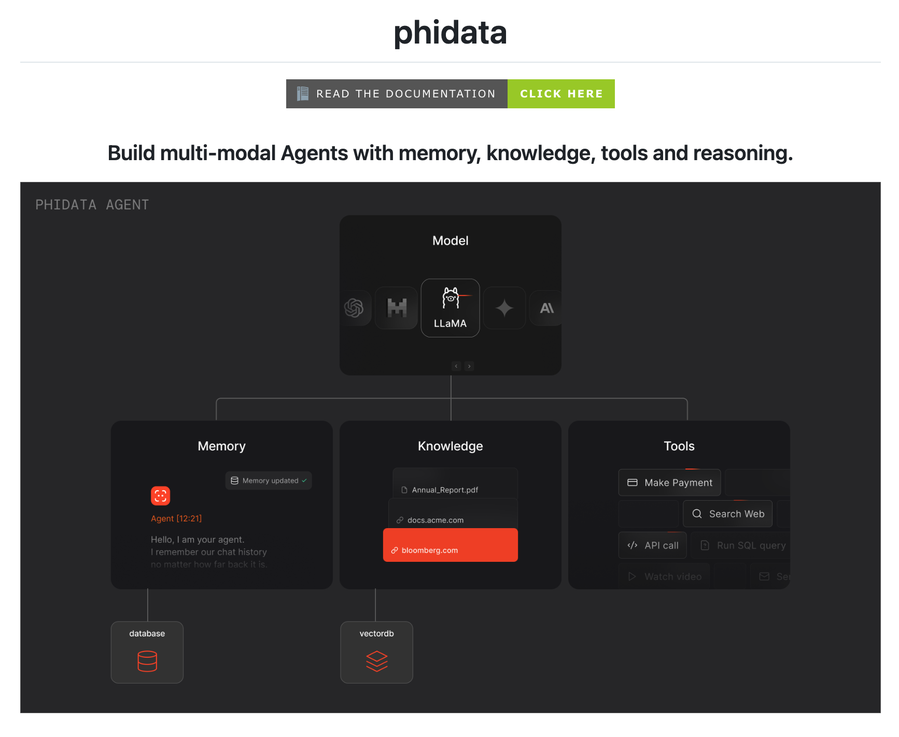 phidata
READ THE DOCUMENTATION CLICK HERE
Build multi-modal Agents with memory, knowledge, tools and reasoning.
PHIDATA AGENT
Model
LLaMA
Memory
Memory updated
Agent [12:21]
Hello, I am your agent.
I remember our chat history
no matter how far back it is.
Knowledge
Annual_Report.pdf
docs.acme.com
bloomberg.com
Tools
Make Payment
Search Web
API call
Run SQL query
Watch video
database
vectordb